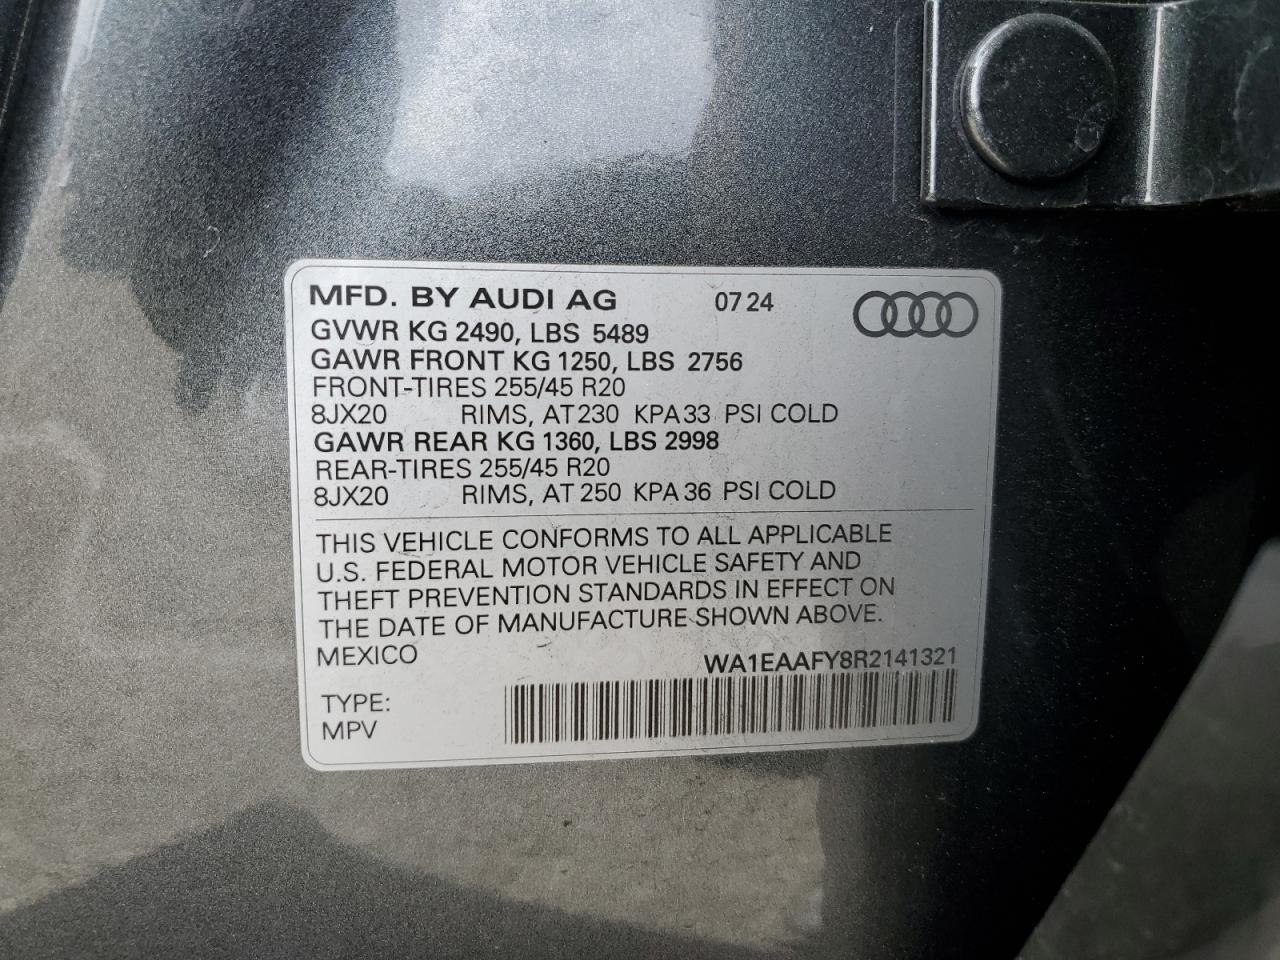 MFD. BY AUDI AG 07 24
GVWR KG 2490, LBS 5489
GAWR FRONT KG 1250, LBS 2756
FRONT-TIRES 255/45 R20
8JX20 RIMS, AT 230 KPA 33 PSI COLD
GAWR REAR KG 1360, LBS 2998
REAR-TIRES 255/45 R20
8JX20 RIMS, AT 250 KPA 36 PSI COLD
THIS VEHICLE CONFORMS TO ALL APPLICABLE
U.S. FEDERAL MOTOR VEHICLE SAFETY AND
THEFT PREVENTION STANDARDS IN EFFECT ON
THE DATE OF MANUFACTURE SHOWN ABOVE.
MEXICO WA1EAAFY8R2141321
TYPE:
MPV